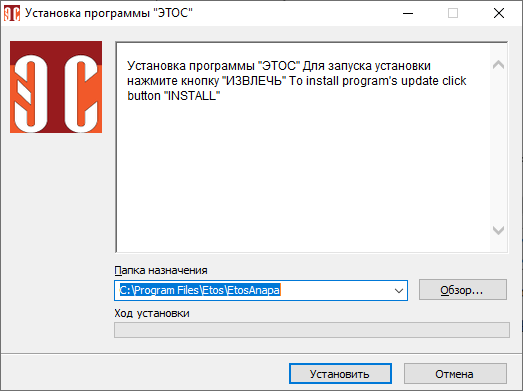 Установка программы "ЭТОС"
ЭС
Установка программы "ЭТОС" Для запуска установки
нажмите кнопку "ИЗВЛЕЧЬ" To install program's update click
button "INSTALL"
Папка назначения
C:\Program Files\Etos\EtosAnapa
Обзор...
Ход установки
Установить
Отмена